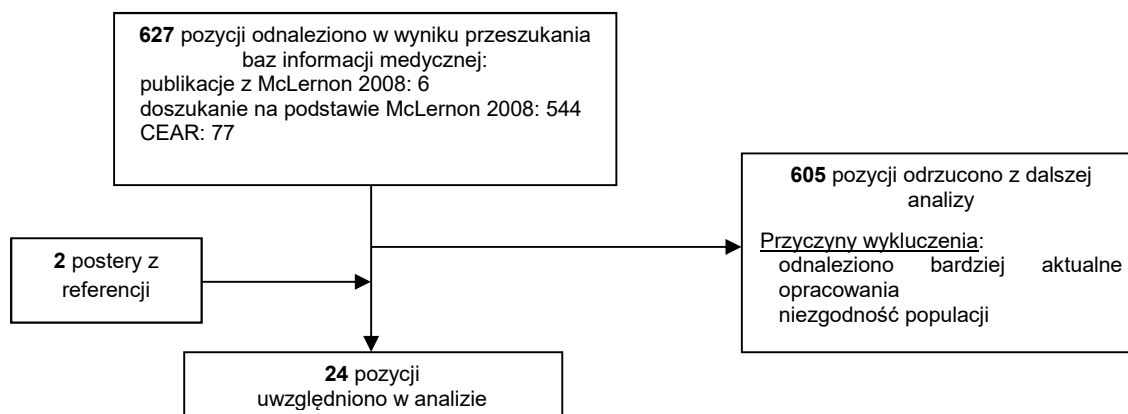 627 pozycji odnaleziono w wyniku przeszukania
baz informacji medycznej:
publikacje z McLernon 2008: 6
doszukanie na podstawie McLernon 2008: 544
CEAR: 77
605 pozycji odrzucono z dalszej
analizy
Przyczyny wykluczenia:
odnaleziono bardziej aktualne
opracowania
niezgodność populacji
2 postery z
referencji
24 pozycji
uwzględniono w analizie